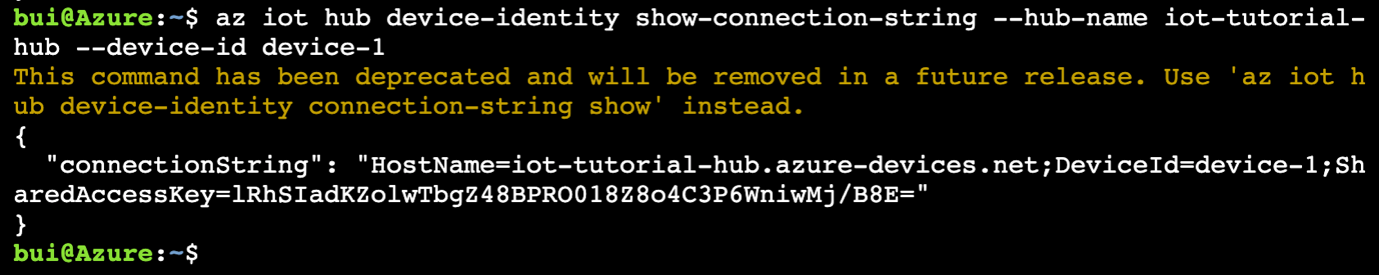 bui@Azure:~$ az iot hub device-identity show-connection-string --hub-name iot-tutorial-
hub --device-id device-1
This command has been deprecated and will be removed in a future release. Use 'az iot h
ub device-identity connection-string show' instead.
{
  "connectionString": "HostName=iot-tutorial-hub.azure-devices.net;DeviceId=device-1;Sh
aredAccessKey=lRhSIadKZolwTbgZ48BPRO018Z8o4C3P6WniwMj/B8E="
}
bui@Azure:~$